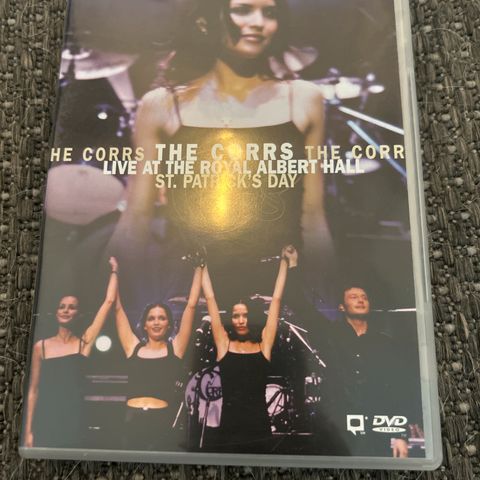 HE CORRS THE CORRS THE CORR
LIVE AT THE ROYAL ALBERT HALL
ST. PATRICK'S DAY
DVD
VIDEO